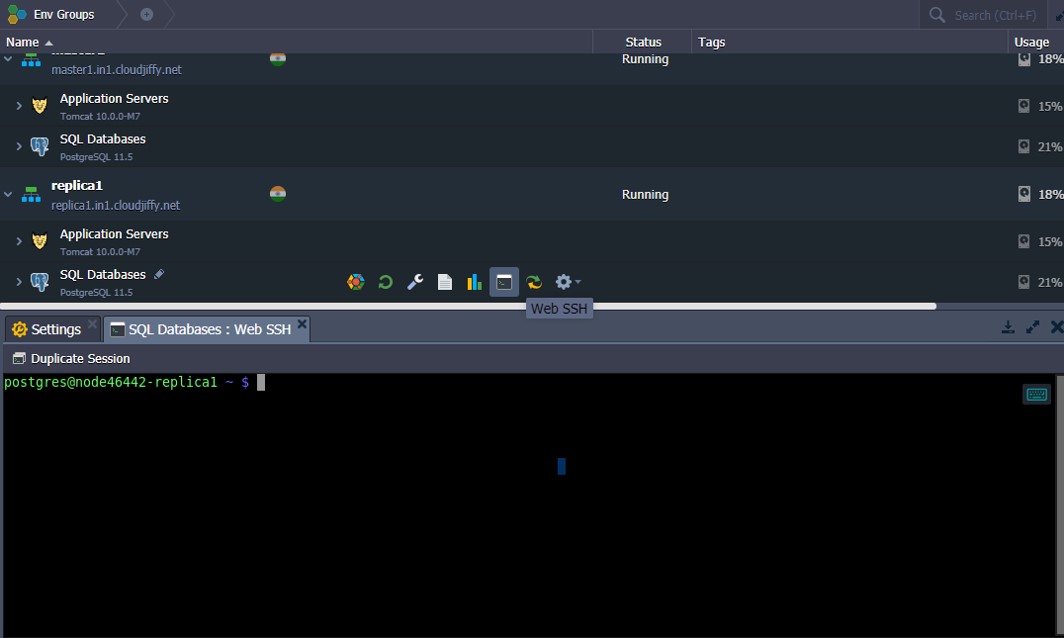 Env Groups
Search (Ctrl+F)
Name Status Tags Usage
Running 18%
master1.in1.cloudjiffy.net
Application Servers
Tomcat 10.0.0-M7
15%
SQL Databases
PostgreSQL 11.5
21%
replica1
replica1.in1.cloudjiffy.net
Running 18%
Application Servers
Tomcat 10.0.0-M7
15%
SQL Databases
PostgreSQL 11.5
21%
Web SSH
Settings SQL Databases : Web SSH
Duplicate Session
postgres@node46442-replica1 ~ $